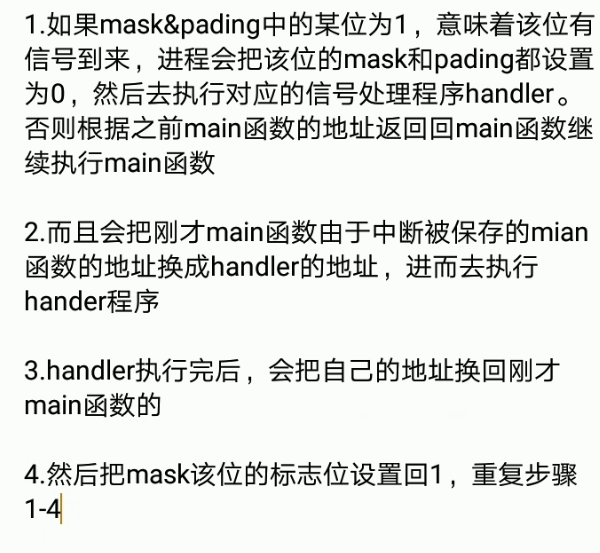 1.如果mask&pading中的某位为1，意味着该位有
信号到来，进程会把该位的mask和pading都设置
为0，然后去执行对应的信号处理程序handler。
否则根据之前main函数的地址返回回main函数继
续执行main函数
2.而且会把刚才main函数由于中断被保存的mian
函数的地址换成handler的地址，进而去执行
hander程序
3.handler执行完后，会把自己的地址换回刚才
main函数的
4.然后把mask该位的标志位设置回1，重复步骤
1-4